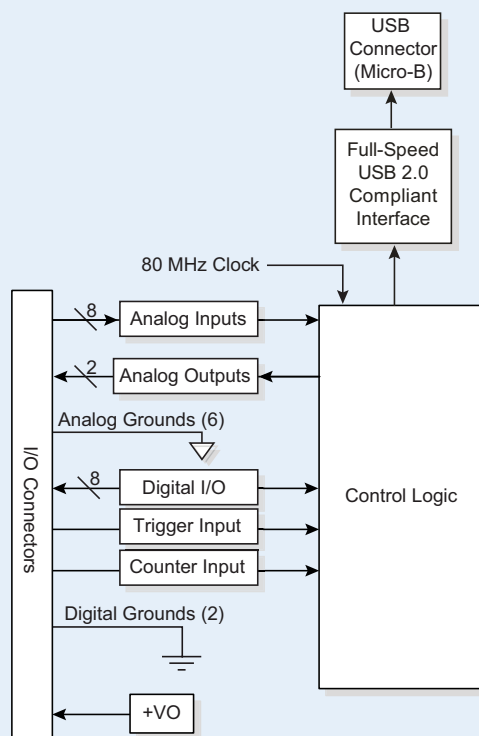 USB
Connector
(Micro-B)
Full-Speed
USB 2.0
Compliant
Interface
80 MHz Clock
8
Analog Inputs
2
Analog Outputs
Analog Grounds (6)
8
Digital I/O
Trigger Input
Counter Input
Digital Grounds (2)
+VO
I/O Connectors
Control Logic